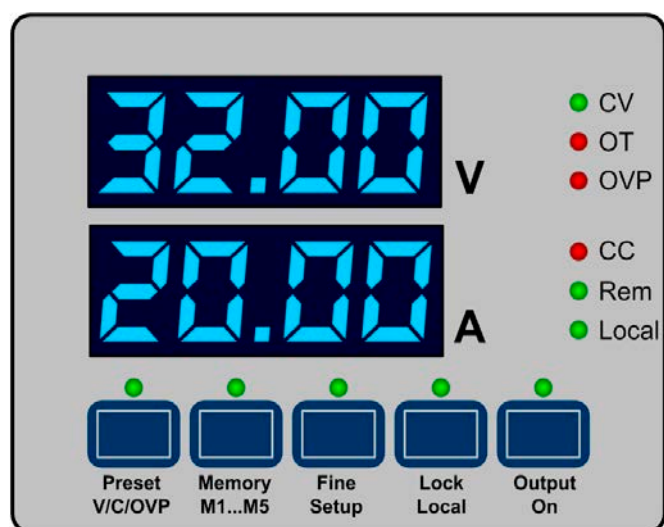 32.00 V
CV
OT
OVP
20.00 A
CC
Rem
Local
Preset
V/C/OVP
Memory
M1...M5
Fine
Setup
Lock
Local
Output
On